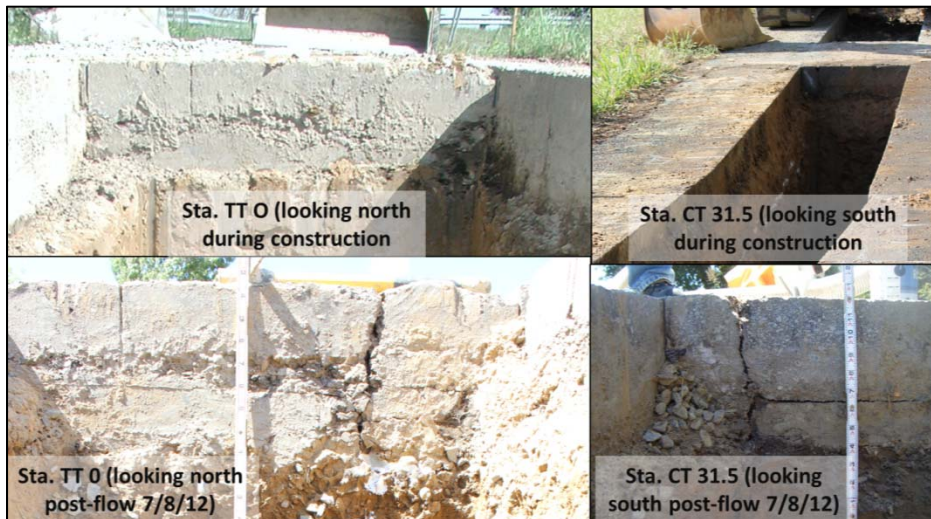 Sta. TT O (looking north
during construction
Sta. CT 31.5 (looking south
during construction
Sta. TT 0 (looking north
post-flow 7/8/12)
Sta. CT 31.5 (looking
south post-flow 7/8/12)